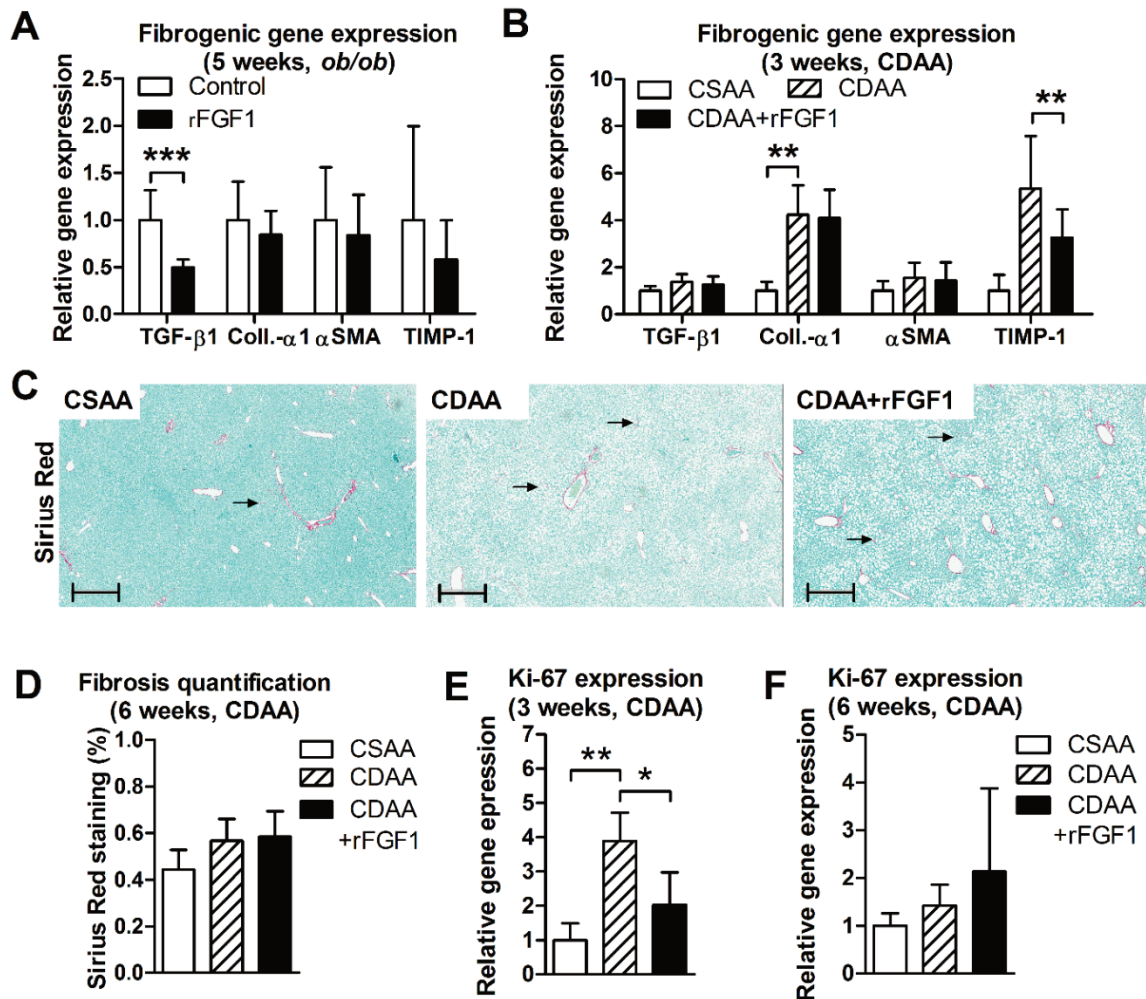 A
Fibrogenic gene expression
(5 weeks, ob/ob)
Relative gene expression
2.5
2.0
1.5
1.0
0.5
0.0
Control
rFGF1
***
TGF-β1 Coll.-α1 αSMA TIMP-1
B
Fibrogenic gene expression
(3 weeks, CDAA)
Relative gene expression
10
8
6
4
2
0
CSAA CDAA
CDAA+rFGF1
**
**
TGF-β1 Coll.-α1 αSMA TIMP-1
C
Sirius Red
CSAA
CDAA
CDAA+rFGF1
D
Fibrosis quantification
(6 weeks, CDAA)
Sirius Red staining (%)
1.0
0.8
0.6
0.4
0.2
0.0
CSAA
CDAA
CDAA
+rFGF1
E
Ki-67 expression
(3 weeks, CDAA)
Relative gene epression
7
6
5
4
3
2
1
0
**
*
F
Ki-67 expression
(6 weeks, CDAA)
Relative gene expression
5
4
3
2
1
0
CSAA
CDAA
CDAA
+rFGF1